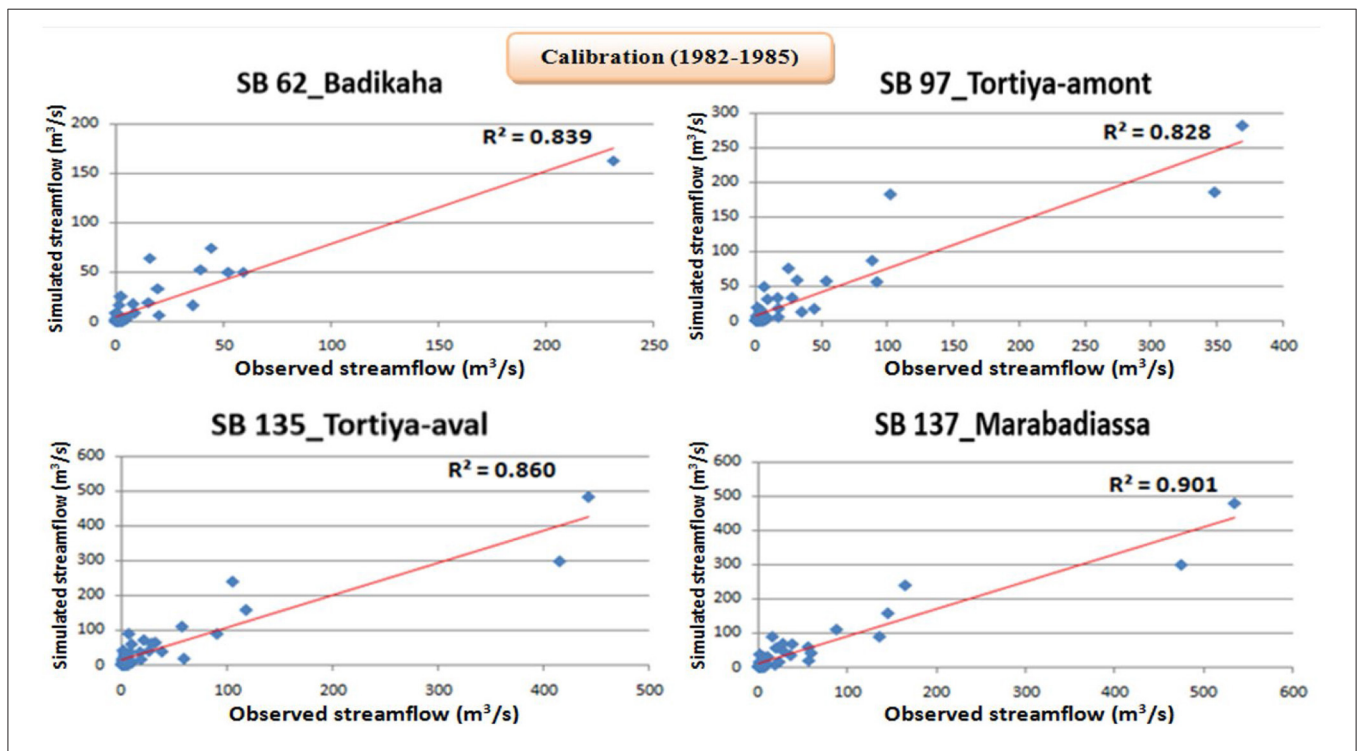 Calibration (1982-1985)
SB 62_Badikaha
R² = 0.839
Simulated streamflow (m³/s)
200
150
100
50
0
0 50 100 150 200 250
Observed streamflow (m³/s)
SB 97_Tortiya-amont
R² = 0.828
Simulated streamflow (m³/s)
300
250
200
150
100
50
0
0 50 100 150 200 250 300 350 400
Observed streamflow (m³/s)
SB 135_Tortiya-aval
R² = 0.860
Simulated streamflow (m³/s)
600
500
400
300
200
100
0
0 100 200 300 400 500
Observed streamflow (m³/s)
SB 137_Marabadiassa
R² = 0.901
Simulated streamflow (m³/s)
600
500
400
300
200
100
0
0 100 200 300 400 500 600
Observed streamflow (m³/s)